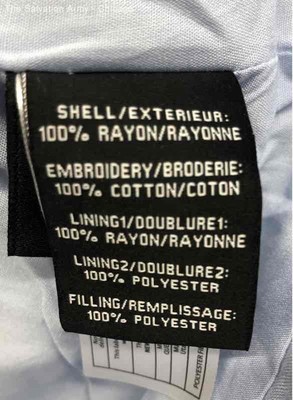 The Salvation Army - Chicago
SHELL/EXTERIEUR:
100% RAYON/RAYONNE
EMBROIDERY/BRODERIE:
100% COTTON/COTON
LINING1/DOUBLURE1:
100% RAYON/RAYONNE
LINING2/DOUBLURE2:
100% POLYESTER
FILLING/REMPLISSAGE:
100% POLYESTER